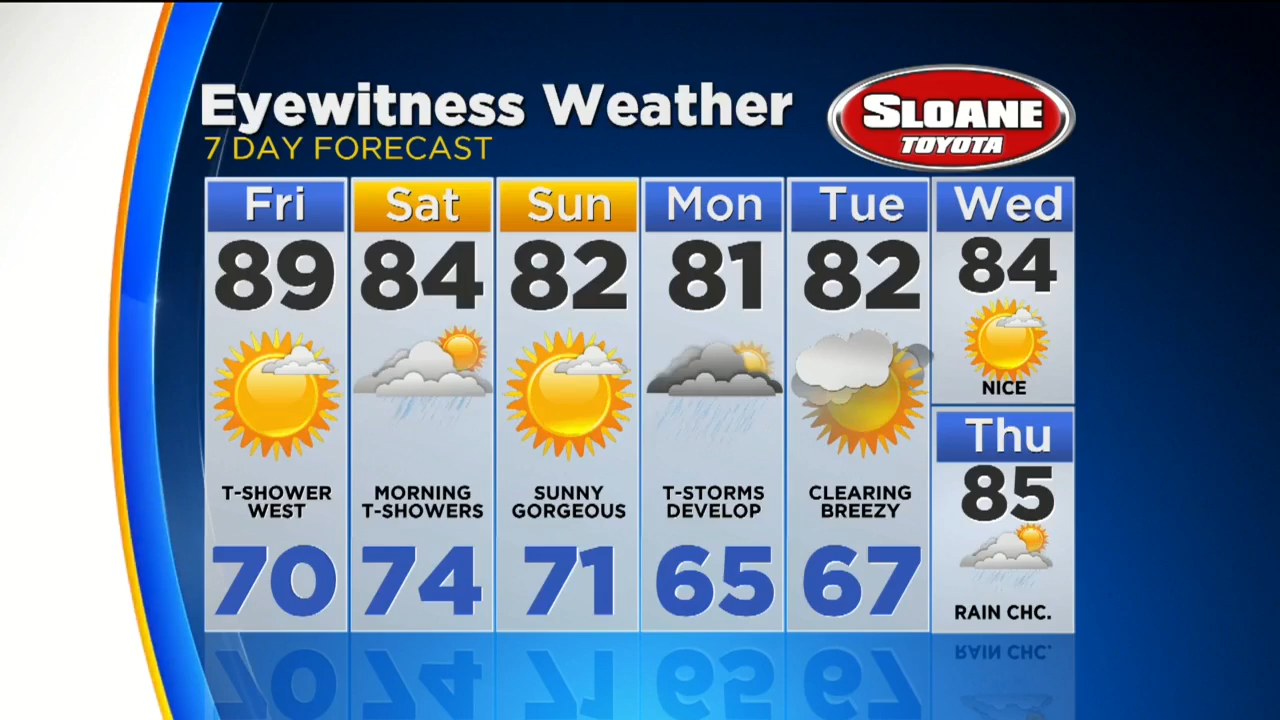 Eyewitness Weather
7 DAY FORECAST
SLOANE
TOYOTA
Fri
89
T-SHOWER
WEST
70
Sat
84
MORNING
T-SHOWERS
74
Sun
82
SUNNY
GORGEOUS
71
Mon
81
T-STORMS
DEVELOP
65
Tue
82
CLEARING
BREEZY
67
Wed
84
NICE
Thu
85
RAIN CHC.